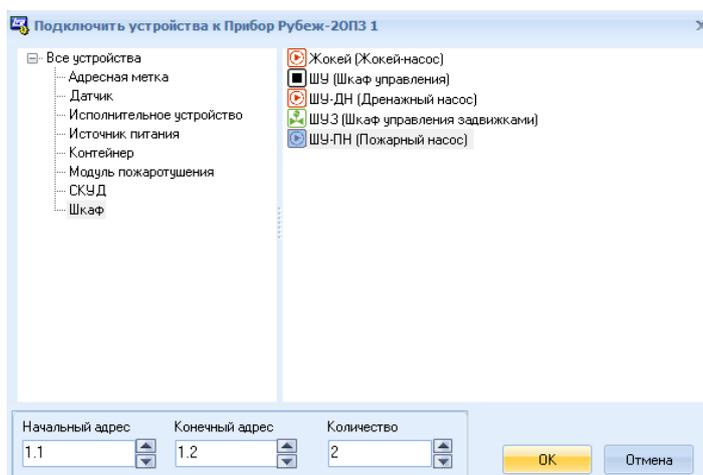 Подключить устройства к Прибор Рубеж-2ОПЗ 1
Все устройства
Адресная метка
Датчик
Исполнительное устройство
Источник питания
Контейнер
Модуль пожаротушения
СКУД
Шкаф
Жокей (Жокей-насос)
ШУ (Шкаф управления)
ШУ-ДН (Дренажный насос)
ШУЗ (Шкаф управления задвижками)
ШУ-ПН (Пожарный насос)
Начальный адрес Конечный адрес Количество
1.1 1.2 2
ОК Отмена